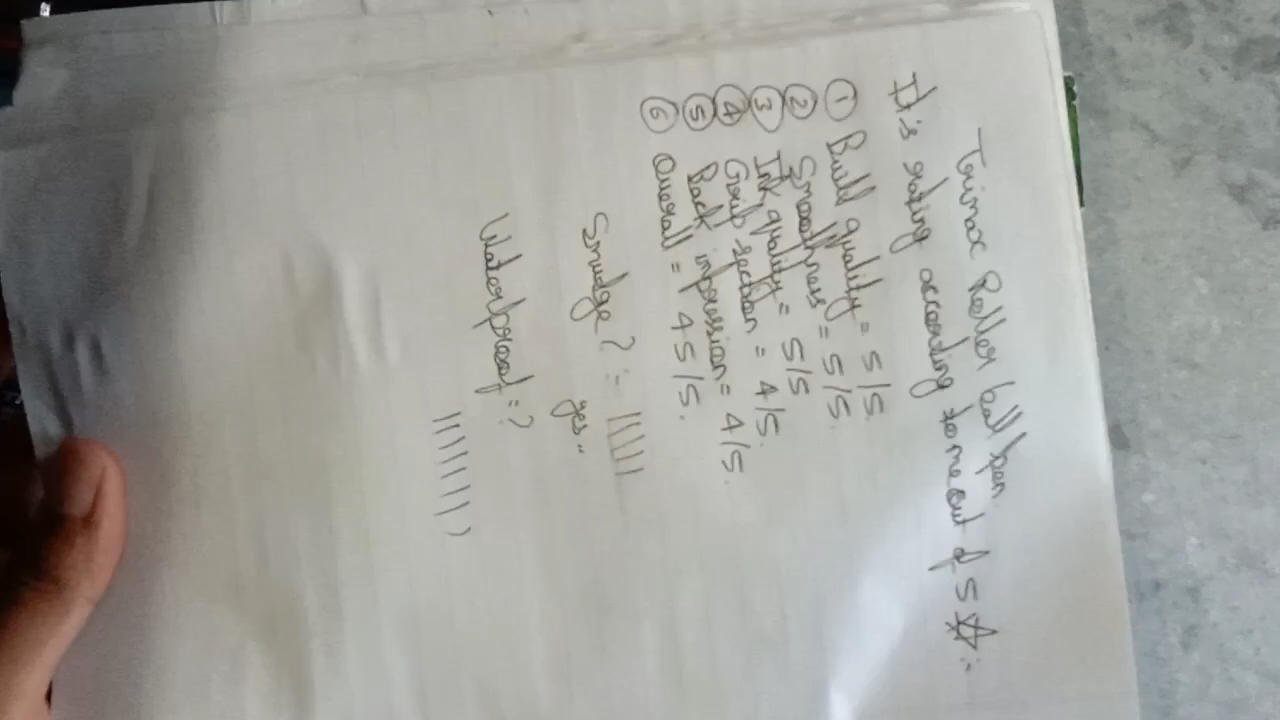 Trimax Roller ball pen.
It's rating according to me out of 5 ☆:-
① Build quality = 5/5.
② Smoothness = 5/5.
③ Ink quality = 5/5
④ Grib section = 4/5.
⑤ Back impression = 4/5.
⑥ Overall = 4 5/5.
Smudge? :-
yes..
Waterproof = ?